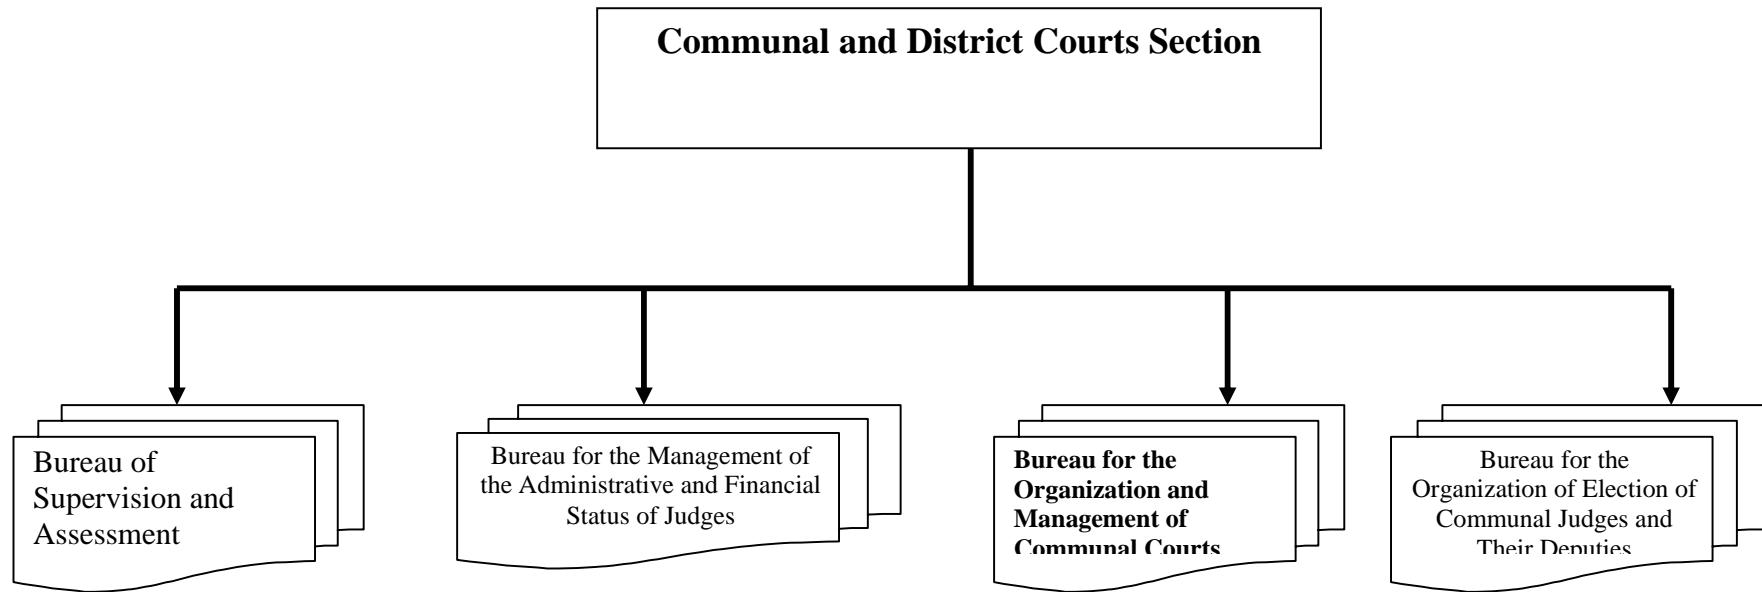 Communal and District Courts Section
Bureau of
Supervision and
Assessment
Bureau for the Management of
the Administrative and Financial
Status of Judges
Bureau for the
Organization and
Management of
Communal Courts
Bureau for the
Organization of Election of
Communal Judges and
Their Deputies